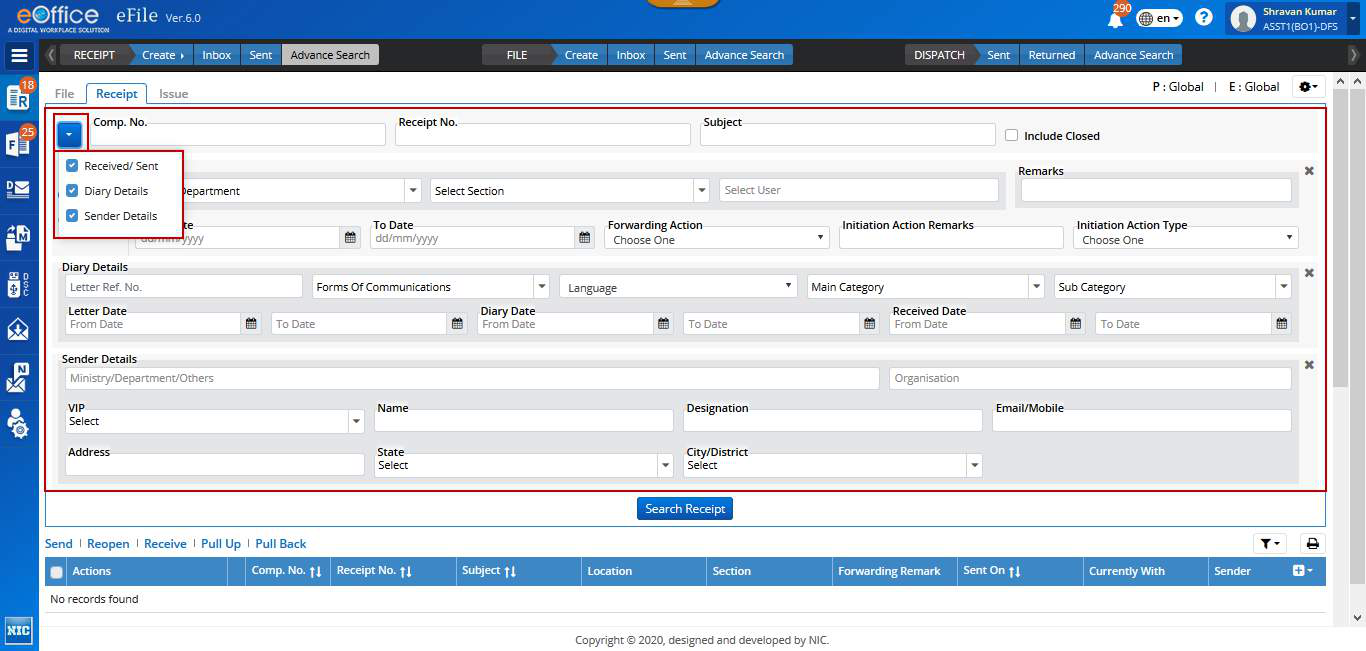 eOffice eFile Ver.6.0
A DIGITAL WORKPLACE SOLUTION
290
en
?
Shravan Kumar
ASST1(BO1)-DFS
RECEIPT Create Inbox Sent Advance Search FILE Create Inbox Sent Advance Search DISPATCH Sent Returned Advance Search
18
R
25
F
D
M
DSC
N
NIC
File Receipt Issue
P : Global | E : Global
Comp. No. Receipt No. Subject Include Closed
Received/ Sent
Diary Details
Sender Details
Department Select Section Select User Remarks
te To Date Forwarding Action Initiation Action Remarks Initiation Action Type
dd/mm/yyyy dd/mm/yyyy Choose One Choose One
Diary Details
Letter Ref. No. Forms Of Communications Language Main Category Sub Category
Letter Date Diary Date Received Date
From Date To Date From Date To Date From Date To Date
Sender Details
Ministry/Department/Others Organisation
VIP Name Designation Email/Mobile
Select
Address State City/District
Select Select
Search Receipt
Send | Reopen | Receive | Pull Up | Pull Back
Actions Comp. No. Receipt No. Subject Location Section Forwarding Remark Sent On Currently With Sender
No records found
Copyright © 2020, designed and developed by NIC.